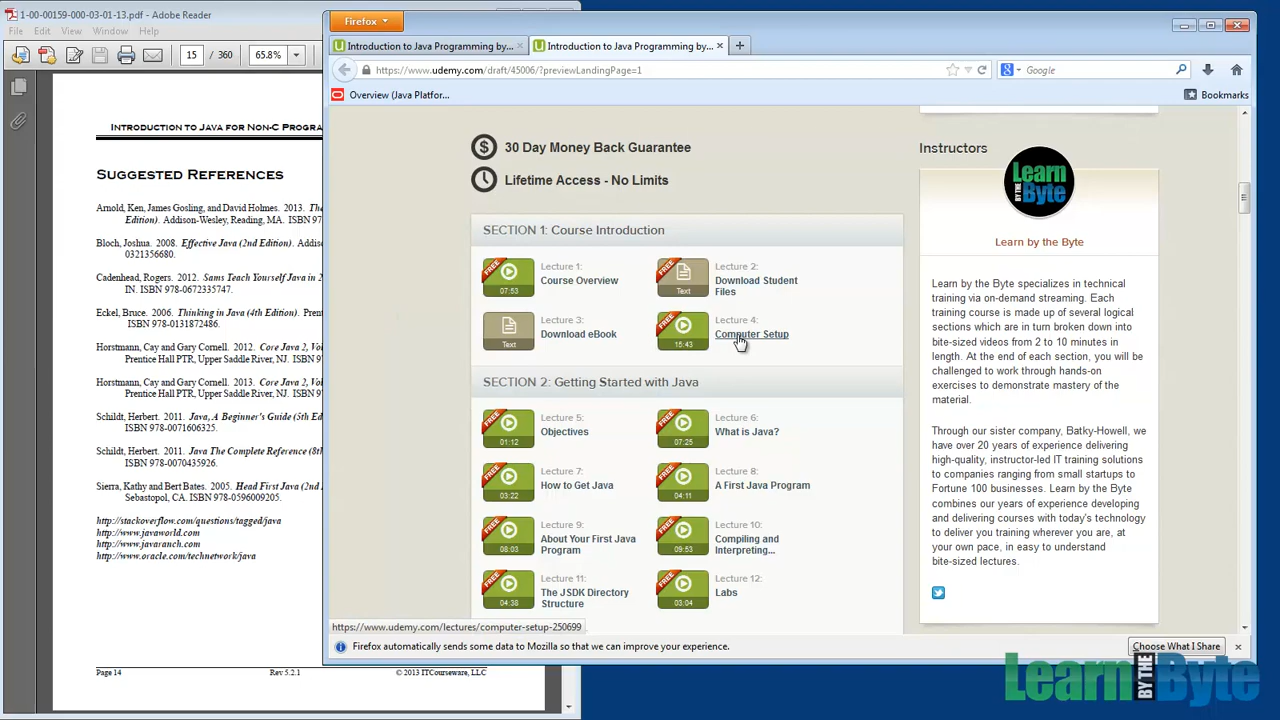 1-00-00159-000-03-01-13.pdf - Adobe Reader
File Edit View Window
15 / 360 65.8%
INTRODUCTION TO JAVA FOR NON-C PROGRA
SUGGESTED REFERENCES
Arnold, Ken, James Gosling, and David Holmes. 2013. The
Edition). Addison-Wesley, Reading, MA. ISBN 97
Bloch, Joshua. 2008. Effective Java (2nd Edition). Addiso
0321356680.
Cadenhead, Rogers. 2012. Sams Teach Yourself Java in 2
IN. ISBN 978-0672335747.
Eckel, Bruce. 2006. Thinking in Java (4th Edition). Prent
ISBN 978-0131872486.
Horstmann, Cay and Gary Cornell. 2012. Core Java 2, Vo
Prentice Hall PTR, Upper Saddle River, NJ. ISBN
Horstmann, Cay and Gary Cornell. 2013. Core Java 2, Vol
Prentice Hall PTR, Upper Saddle River, NJ. ISBN
Schildt, Herbert. 2011. Java, A Beginner's Guide (5th Ed
ISBN 978-0071606325.
Schildt, Herbert. 2011. Java The Complete Reference (8th
ISBN 978-0070435926.
Sierra, Kathy and Bert Bates. 2005. Head First Java (2nd
Sebastopol, CA. ISBN 978-0596009205.
http://stackoverflow.com/questions/tagged/java
http://www.javaworld.com
http://www.javaranch.com
http://www.oracle.com/technetwork/java
Page 14 Rev 5.2.1 © 2013 ITCourseware, LLC
Firefox
Introduction to Java Programming by...
Introduction to Java Programming by...
https://www.udemy.com/draft/45006/?previewLandingPage=1
Google
Overview (Java Platfor...
Bookmarks
30 Day Money Back Guarantee
Lifetime Access - No Limits
SECTION 1: Course Introduction
FREE 07:53
Lecture 1:
Course Overview
FREE Text
Lecture 2:
Download Student
Files
Text
Lecture 3:
Download eBook
FREE 15:43
Lecture 4:
Computer Setup
SECTION 2: Getting Started with Java
FREE 01:12
Lecture 5:
Objectives
FREE 07:25
Lecture 6:
What is Java?
FREE 03:22
Lecture 7:
How to Get Java
FREE 04:11
Lecture 8:
A First Java Program
FREE 08:03
Lecture 9:
About Your First Java
Program
FREE 09:53
Lecture 10:
Compiling and
Interpreting...
FREE 04:38
Lecture 11:
The JSDK Directory
Structure
FREE 03:04
Lecture 12:
Labs
Instructors
Learn BY THE Byte
Learn by the Byte
Learn by the Byte specializes in technical
training via on-demand streaming. Each
training course is made up of several logical
sections which are in turn broken down into
bite-sized videos from 2 to 10 minutes in
length. At the end of each section, you will be
challenged to work through hands-on
exercises to demonstrate mastery of the
material.
Through our sister company, Batky-Howell, we
have over 20 years of experience delivering
high-quality, instructor-led IT training solutions
to companies ranging from small startups to
Fortune 100 businesses. Learn by the Byte
combines our years of experience developing
and delivering courses with today's technology
to deliver you training wherever you are, at
your own pace, in easy to understand
bite-sized lectures.
https://www.udemy.com/lectures/computer-setup-250699
Firefox automatically sends some data to Mozilla so that we can improve your experience.
Choose What I Share
Learn BY THE Byte